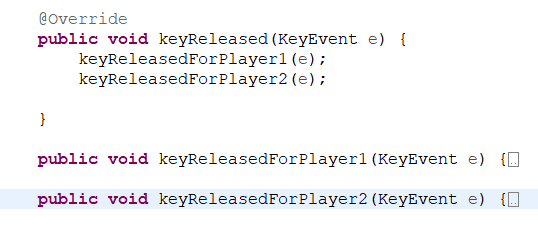 @Override
public void keyReleased(KeyEvent e) {
keyReleasedForPlayer1(e);
keyReleasedForPlayer2(e);
}
public void keyReleasedForPlayer1(KeyEvent e) {
public void keyReleasedForPlayer2(KeyEvent e) {